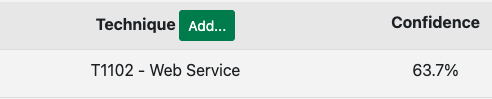 Technique Add... Confidence
T1102 - Web Service 63.7%